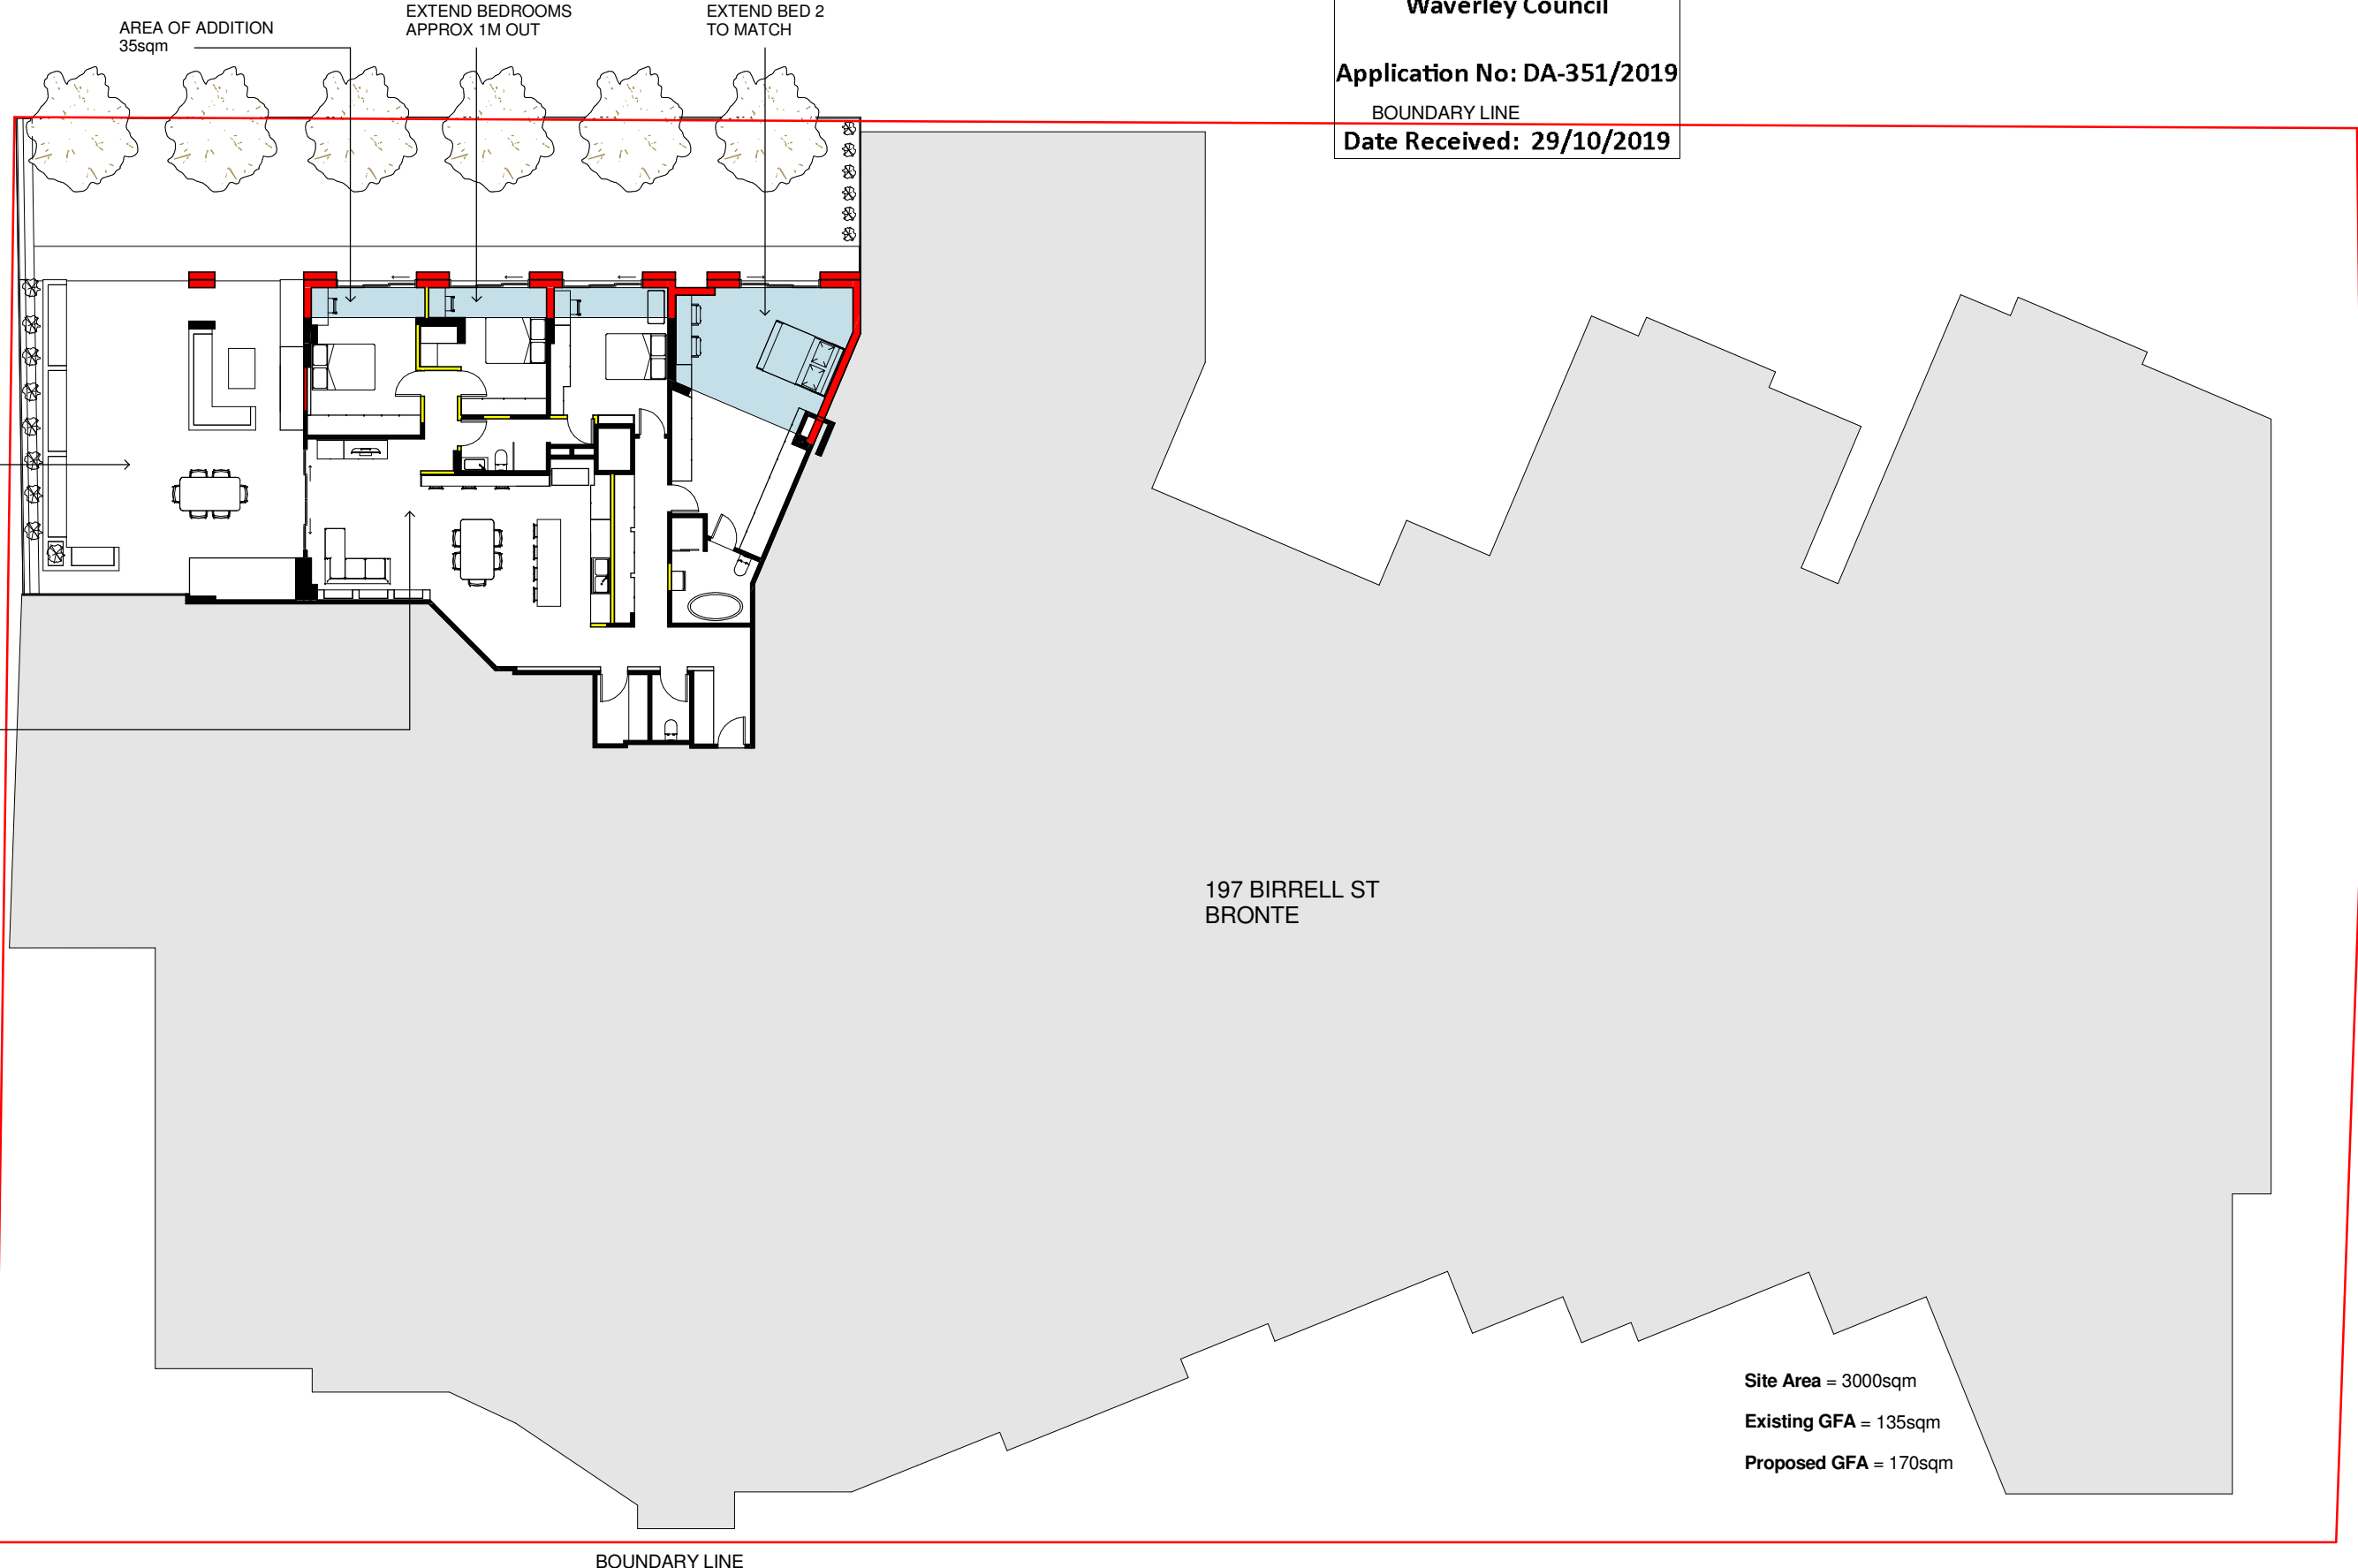 Waverley Council
Application No: DA-351/2019
Date Received: 29/10/2019
BOUNDARY LINE
AREA OF ADDITION
35sqm
EXTEND BEDROOMS
APPROX 1M OUT
EXTEND BED 2
TO MATCH
197 BIRRELL ST
BRONTE
Site Area = 3000sqm
Existing GFA = 135sqm
Proposed GFA = 170sqm
BOUNDARY LINE